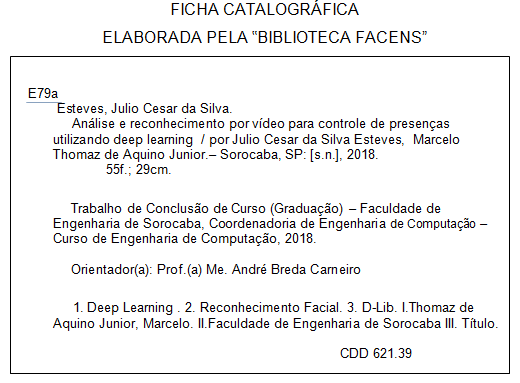 FICHA CATALOGRÁFICA
ELABORADA PELA “BIBLIOTECA FACENS”
E79a
Esteves, Julio Cesar da Silva.
Análise e reconhecimento por vídeo para controle de presenças
utilizando deep learning / por Julio Cesar da Silva Esteves, Marcelo
Thomaz de Aquino Junior.– Sorocaba, SP: [s.n.], 2018.
55f.; 29cm.
Trabalho de Conclusão de Curso (Graduação) – Faculdade de
Engenharia de Sorocaba, Coordenadoria de Engenharia de Computação –
Curso de Engenharia de Computação, 2018.
Orientador(a): Prof.(a) Me. André Breda Carneiro
1. Deep Learning . 2. Reconhecimento Facial. 3. D-Lib. I.Thomaz de
Aquino Junior, Marcelo. II.Faculdade de Engenharia de Sorocaba III. Título.
CDD 621.39